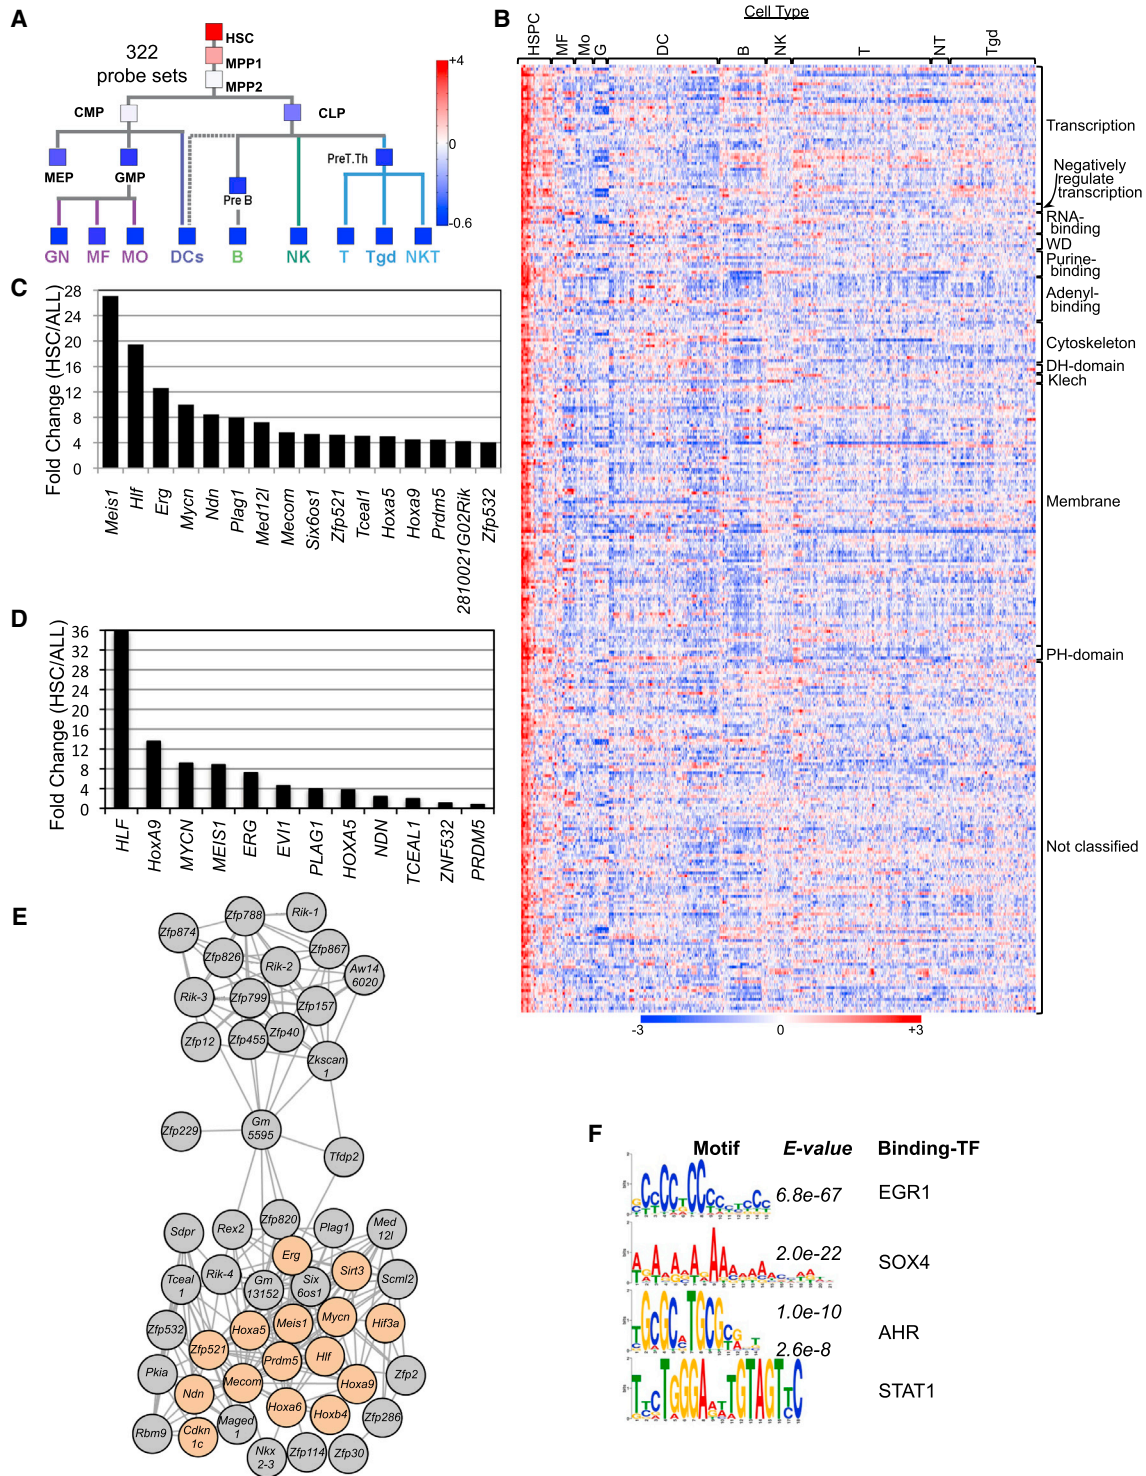 A
322
probe sets
HSC
MPP1
MPP2
CMP
CLP
MEP
GMP
PreT.Th
Pre B
GN
MF
MO
DCs
B
NK
T
Tgd
NKT
+4
0
-0.6
B
Cell Type
HSPC
MF
Mo
G
DC
B
NK
T
NT
Tgd
Transcription
Negatively
regulate
transcription
RNA-
binding
WD
Purine-
binding
Adenyl-
binding
Cytoskeleton
DH-domain
Klech
Membrane
PH-domain
Not classified
-3
0
+3
C
Fold Change (HSC/ALL)
28
24
20
16
12
8
4
0
Meis1
Hlf
Erg
Mycn
Ndn
Plag1
Med12l
Mecom
Six6os1
Zfp521
Tceal1
Hoxa5
Hoxa9
Prdm5
2810021G02Rik
Zfp532
D
Fold Change (HSC/ALL)
36
32
28
24
20
16
12
8
4
0
HLF
HoxA9
MYCN
MEIS1
ERG
EVI1
PLAG1
HOXA5
NDN
TCEAL1
ZNF532
PRDM5
E
Zfp874
Zfp788
Rik-1
Zfp826
Rik-2
Zfp867
Aw14
6020
Rik-3
Zfp799
Zfp157
Zfp12
Zfp455
Zfp40
Zkscan
1
Zfp229
Gm
5595
Tfdp2
Sdpr
Rex2
Zfp820
Plag1
Med
12l
Erg
Tceal
1
Rik-4
Gm
13152
Six
6os1
Sirt3
Scml2
Zfp532
Hoxa5
Meis1
Mycn
Hif3a
Zfp521
Prdm5
Hlf
Pkia
Ndn
Mecom
Hoxa9
Zfp2
Hoxa6
Hoxb4
Zfp286
Rbm9
Cdkn
1c
Maged
1
Nkx
2-3
Zfp114
Zfp30
F
Motif
E-value
Binding-TF
6.8e-67
EGR1
2.0e-22
SOX4
1.0e-10
AHR
2.6e-8
STAT1